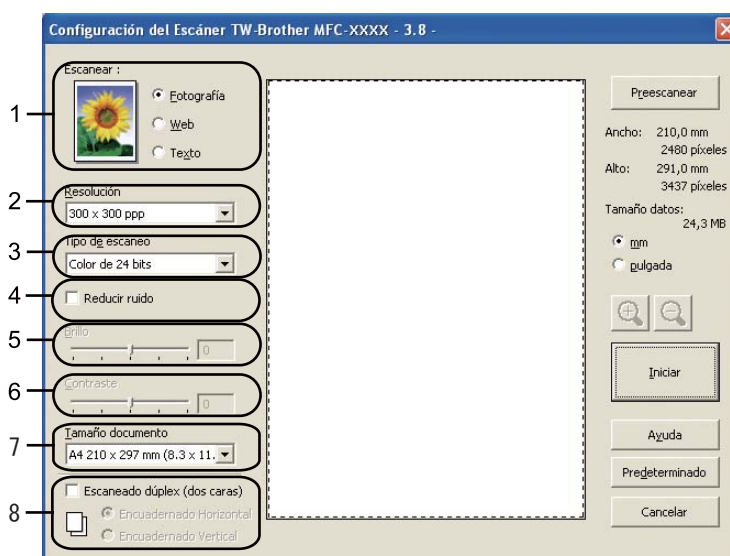 Configuración del Escáner TW-Brother MFC-XXXX - 3.8 -
1
Escanear :
Fotografía
Web
Texto
2
Resolución
300 x 300 ppp
3
Tipo de escaneo
Color de 24 bits
4
Reducir ruido
5
Brillo
0
6
Contraste
0
7
Tamaño documento
A4 210 x 297 mm (8.3 x 11.
8
Escaneado dúplex (dos caras)
Encuadernado Horizontal
Encuadernado Vertical
Preescanear
Ancho: 210,0 mm
2480 píxeles
Alto: 291,0 mm
3437 píxeles
Tamaño datos:
24,3 MB
mm
pulgada
Iniciar
Ayuda
Predeterminado
Cancelar